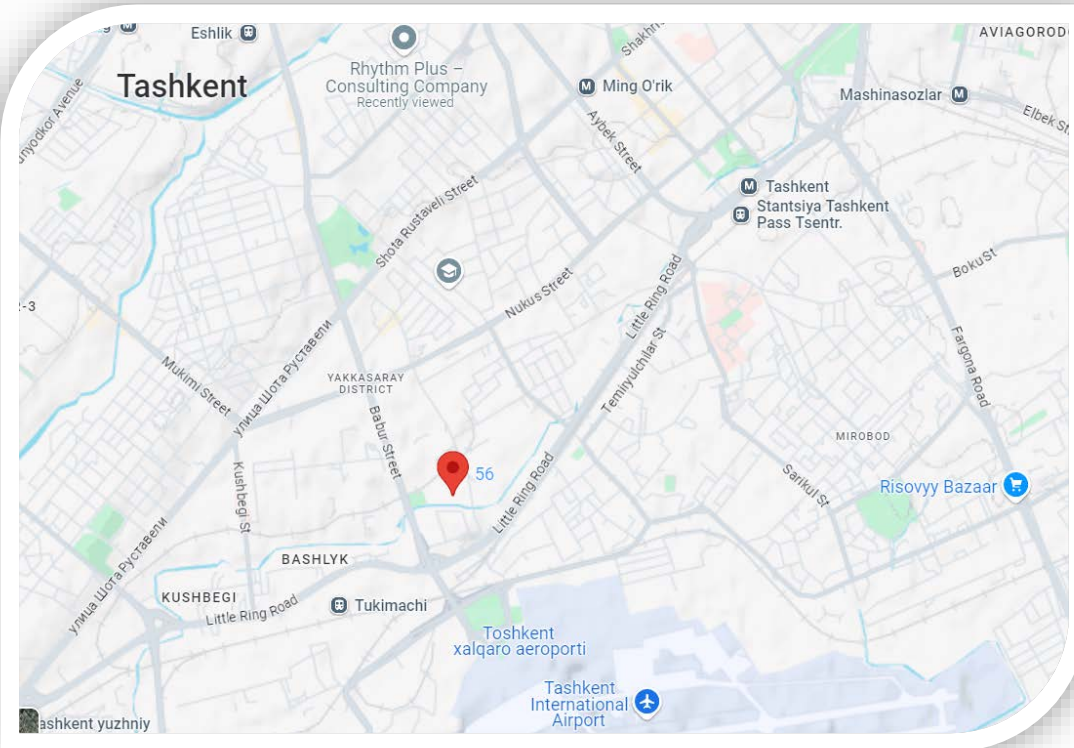 Eshlik
Tashkent
Rhythm Plus –
Consulting Company
Recently viewed
Ming O'rik
AVIAGOROD
Mashinasozlar
Elbek St
Aybek Street
Shota Rustaveli Street
Tashkent
Stantsiya Tashkent
Pass Tsentr.
Boku St
Nukus Street
Little Ring Road
Temiryulchilar St
Fargona Road
Mukimi Street
улица Шота Руставели
YAKKASARAY
DISTRICT
Babur Street
MIROBOD
56
Kushbegi St
Little Ring Road
Sarikul St
Risovyy Bazaar
улица Шота Руставели
BASHLYK
KUSHBEGI
Little Ring Road
Tukimachi
Toshkent
xalqaro aeroporti
Tashkent
International
Airport
ashkent yuzhniy